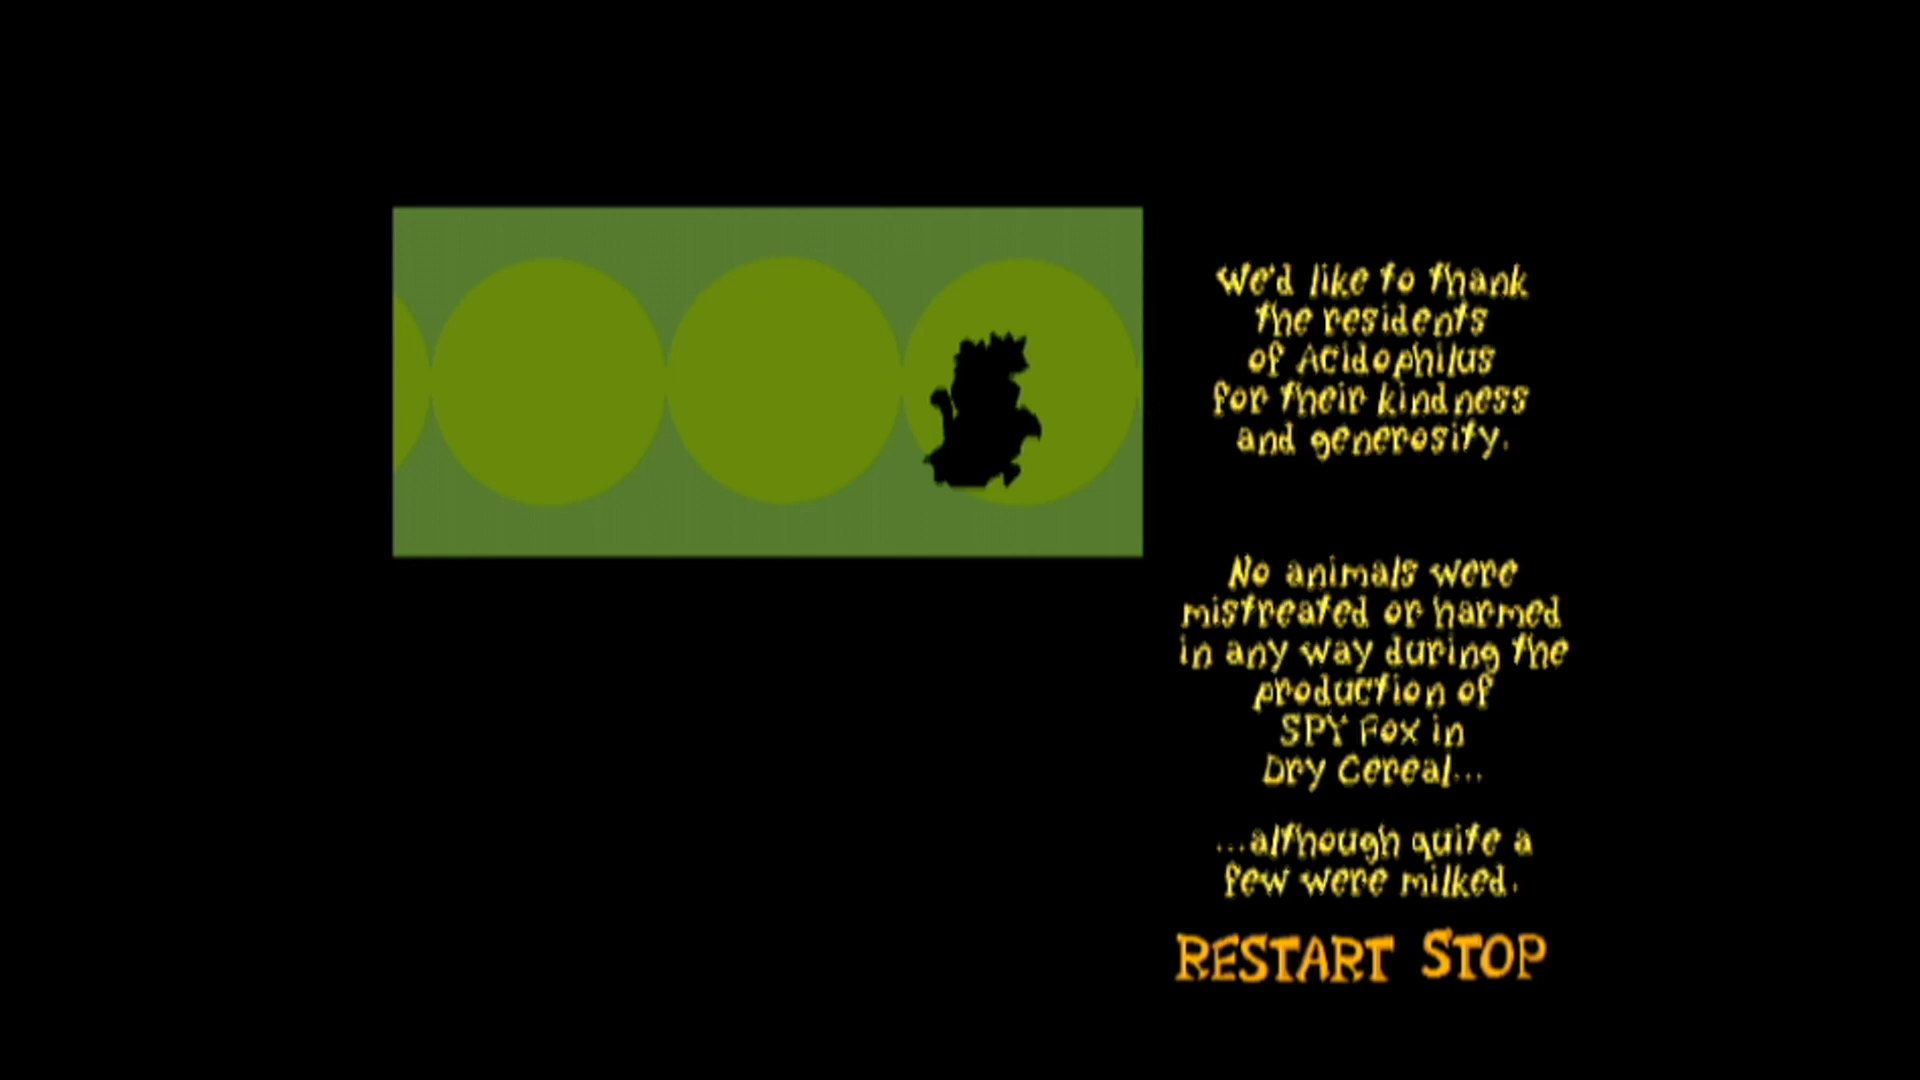 We'd like to thank
the residents
of Acidophilus
for their kindness
and generosity.
No animals were
mistreated or harmed
in any way during the
production of
SPY Fox in
Dry Cereal...
...although quite a
few were milked.
RESTART STOP